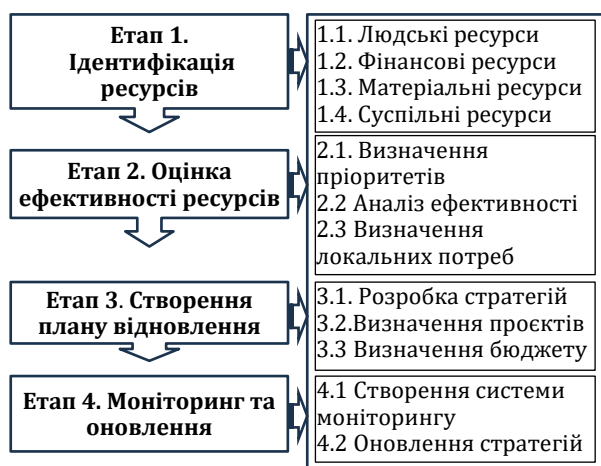 Етап 1.
Ідентифікація
ресурсів
1.1. Людські ресурси
1.2. Фінансові ресурси
1.3. Матеріальні ресурси
1.4. Суспільні ресурси
Етап 2. Оцінка
ефективності ресурсів
2.1. Визначення
пріоритетів
2.2 Аналіз ефективності
2.3 Визначення
локальних потреб
Етап 3. Створення
плану відновлення
3.1. Розробка стратегій
3.2.Визначення проєктів
3.3 Визначення бюджету
Етап 4. Моніторинг та
оновлення
4.1 Створення системи
моніторингу
4.2 Оновлення стратегій